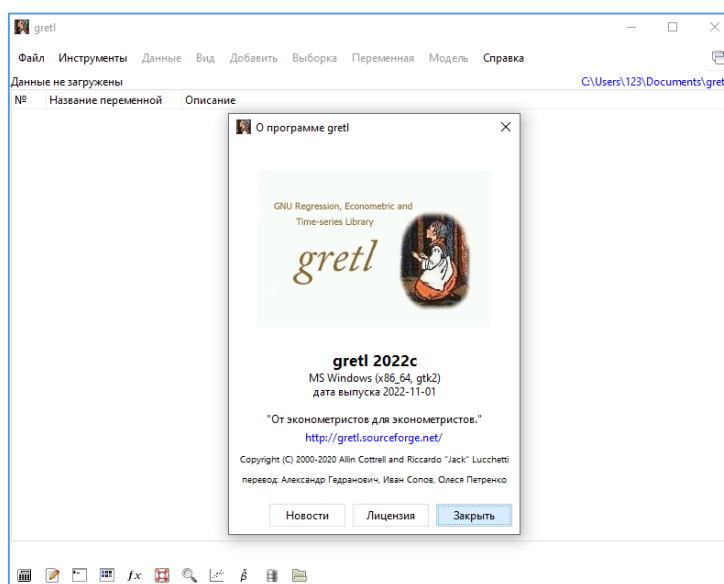 gretl
Файл Инструменты Данные Вид Добавить Выборка Переменная Модель Справка
Данные не загружены C:\Users\123\Documents\gret
№ Название переменной Описание
О программе gretl
GNU Regression, Econometric and
Time-series Library
gretl
gretl 2022c
MS Windows (x86_64, gtk2)
дата выпуска 2022-11-01
"От эконометристов для эконометристов."
http://gretl.sourceforge.net/
Copyright (C) 2000-2020 Allin Cottrell and Riccardo "Jack" Lucchetti
перевод: Александр Гедранович, Иван Сопов, Олеся Петренко
Новости Лицензия Закрыть
fx β̂